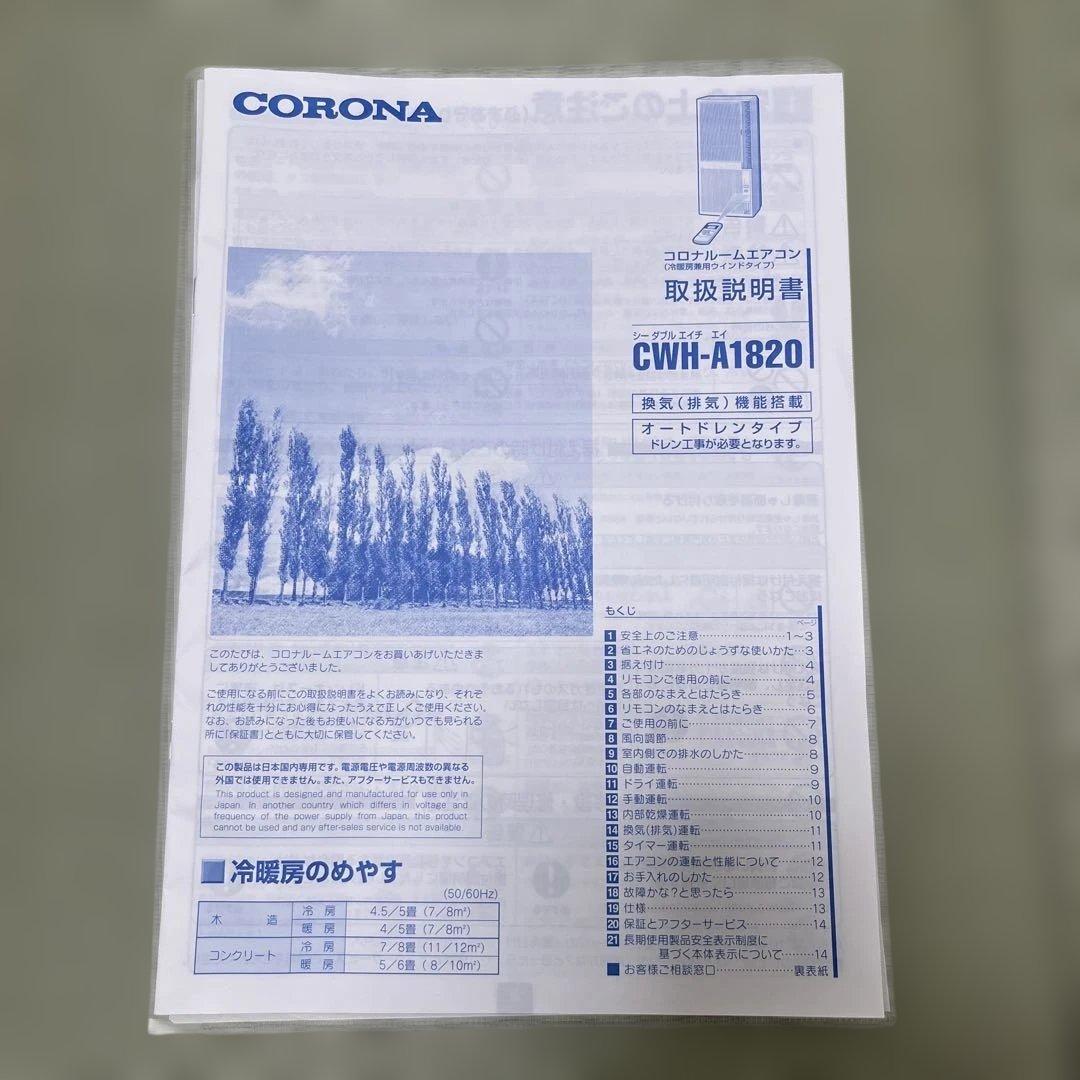 CORONA
コロナルームエアコン
(冷暖房兼用ウインドタイプ)
取扱説明書
シー ダブル エイチ エイ
CWH-A1820
換気(排気)機能搭載
オートドレンタイプ
ドレン工事が必要となります。
このたびは、コロナルームエアコンをお買いあげいただきま
してありがとうございました。
ご使用になる前にこの取扱説明書をよくお読みになり、それぞ
れの性能を十分にお心得になったうえで正しくご使用ください。
なお、お読みになった後もお使いになる方がいつでも見られる
所に「保証書」とともに大切に保管してください。
この製品は日本国内専用です。電源電圧や電源周波数の異なる
外国では使用できません。また、アフターサービスもできません。
This product is designed and manufactured for use only in
Japan. In another country which differs in voltage and
frequency of the power supply from Japan, this product
cannot be used and any after-sales service is not available.
■冷暖房のめやす
(50/60Hz)
木造 冷房 4.5/5畳(7/8m²)
暖房 4/5畳(7/8m²)
コンクリート 冷房 7/8畳(11/12m²)
暖房 5/6畳(8/10m²)
もくじ
ページ
1 安全上のご注意……………1〜3
2 省エネのためのじょうずな使いかた…3
3 据え付け……………4
4 リモコンご使用の前に……………4
5 各部のなまえとはたらき……………5
6 リモコンのなまえとはたらき………6
7 ご使用の前に……………7
8 風向調節……………8
9 室内側での排水のしかた…………8
10 自動運転……………9
11 ドライ運転……………9
12 手動運転……………10
13 内部乾燥運転……………10
14 換気(排気)運転……………11
15 タイマー運転……………11
16 エアコンの運転と性能について………12
17 お手入れのしかた……………12
18 故障かな?と思ったら……………13
19 仕様……………13
20 保証とアフターサービス……………14
21 長期使用製品安全表示制度に
基づく本体表示について………14
■ お客様ご相談窓口……………裏表紙